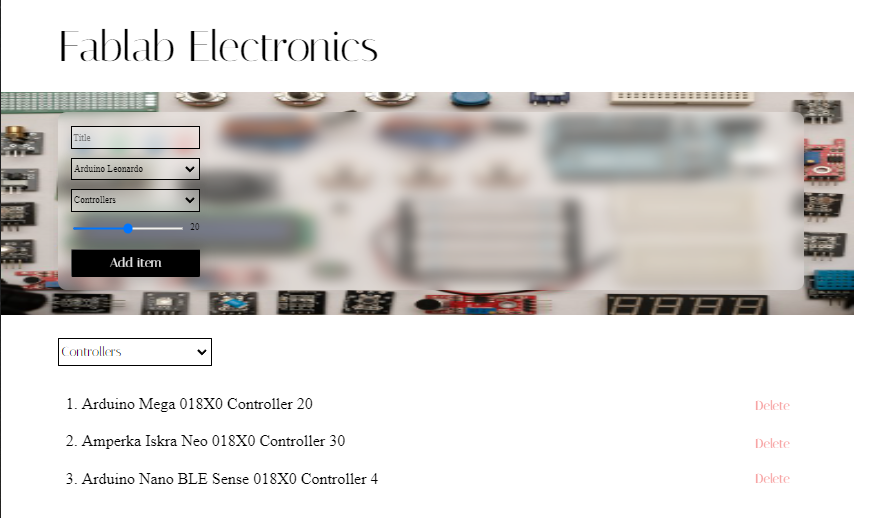 Fablab Electronics
Title
Arduino Leonardo
Controllers
20
Add item
Controllers
1. Arduino Mega 018X0 Controller 20
Delete
2. Amperka Iskra Neo 018X0 Controller 30
Delete
3. Arduino Nano BLE Sense 018X0 Controller 4
Delete